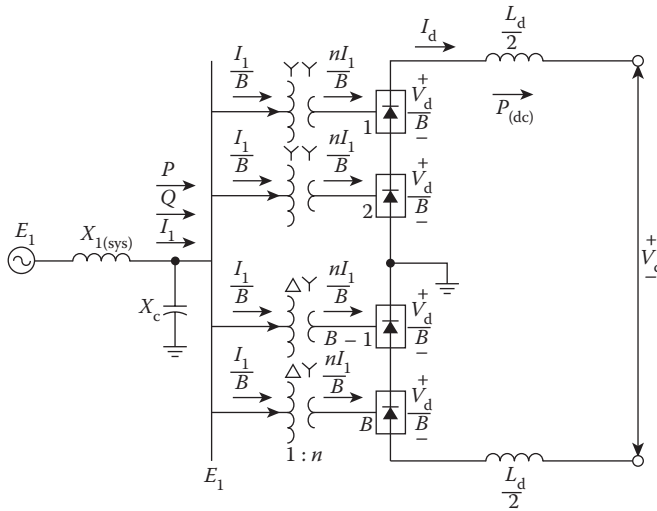 I_d
L_d/2
I_1/B
nI_1/B
+
V_d/B
−
1
P_(dc)
I_1/B
nI_1/B
+
V_d/B
−
2
P
Q
I_1
E_1
X_1(sys)
X_c
+
V_d
−
I_1/B
△
nI_1/B
+
V_d/B
−
B − 1
I_1/B
△
nI_1/B
+
V_d/B
−
B
1 : n
E_1
L_d/2